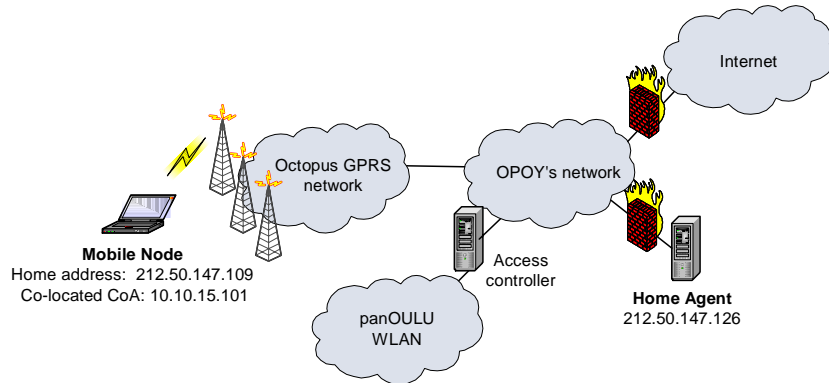 Internet
Octopus GPRS
network
OPOY's network
Mobile Node
Home address: 212.50.147.109
Co-located CoA: 10.10.15.101
Access
controller
Home Agent
212.50.147.126
panOULU
WLAN